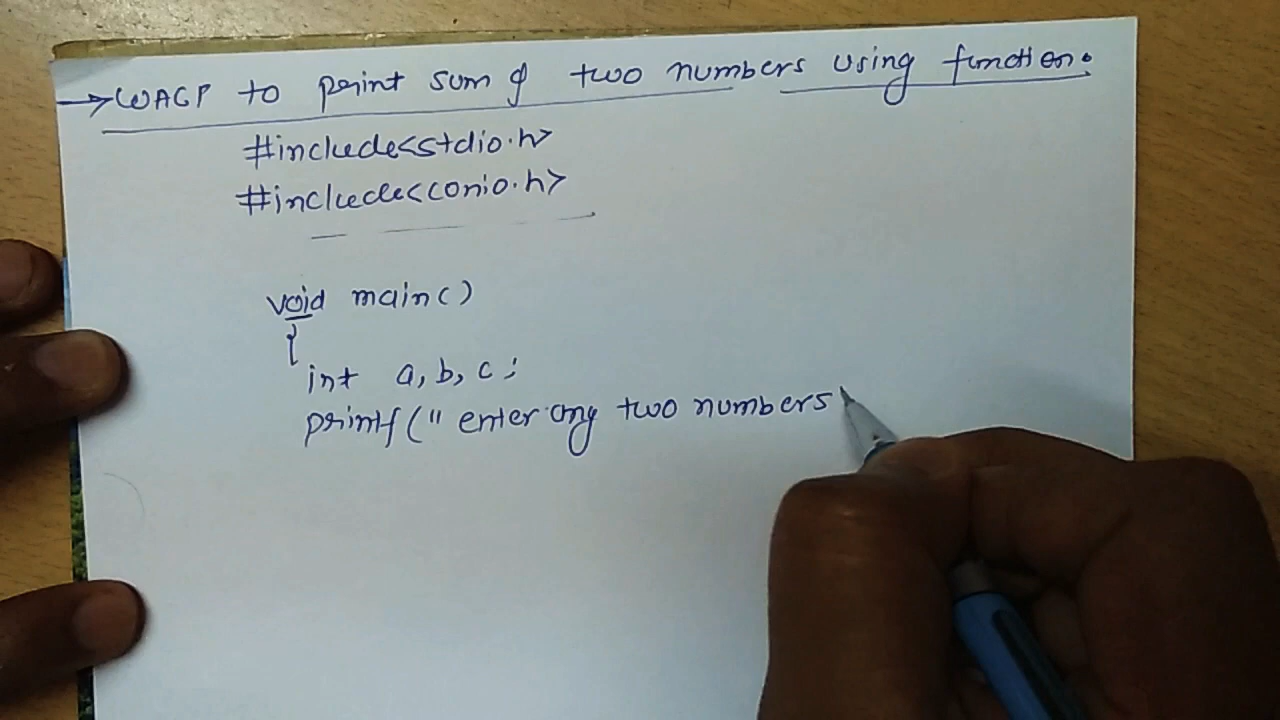 →WACP to print sum of two numbers using function.
#include<stdio.h>
#include<conio.h>
void main()
{
int a, b, c;
printf(" enter any two numbers